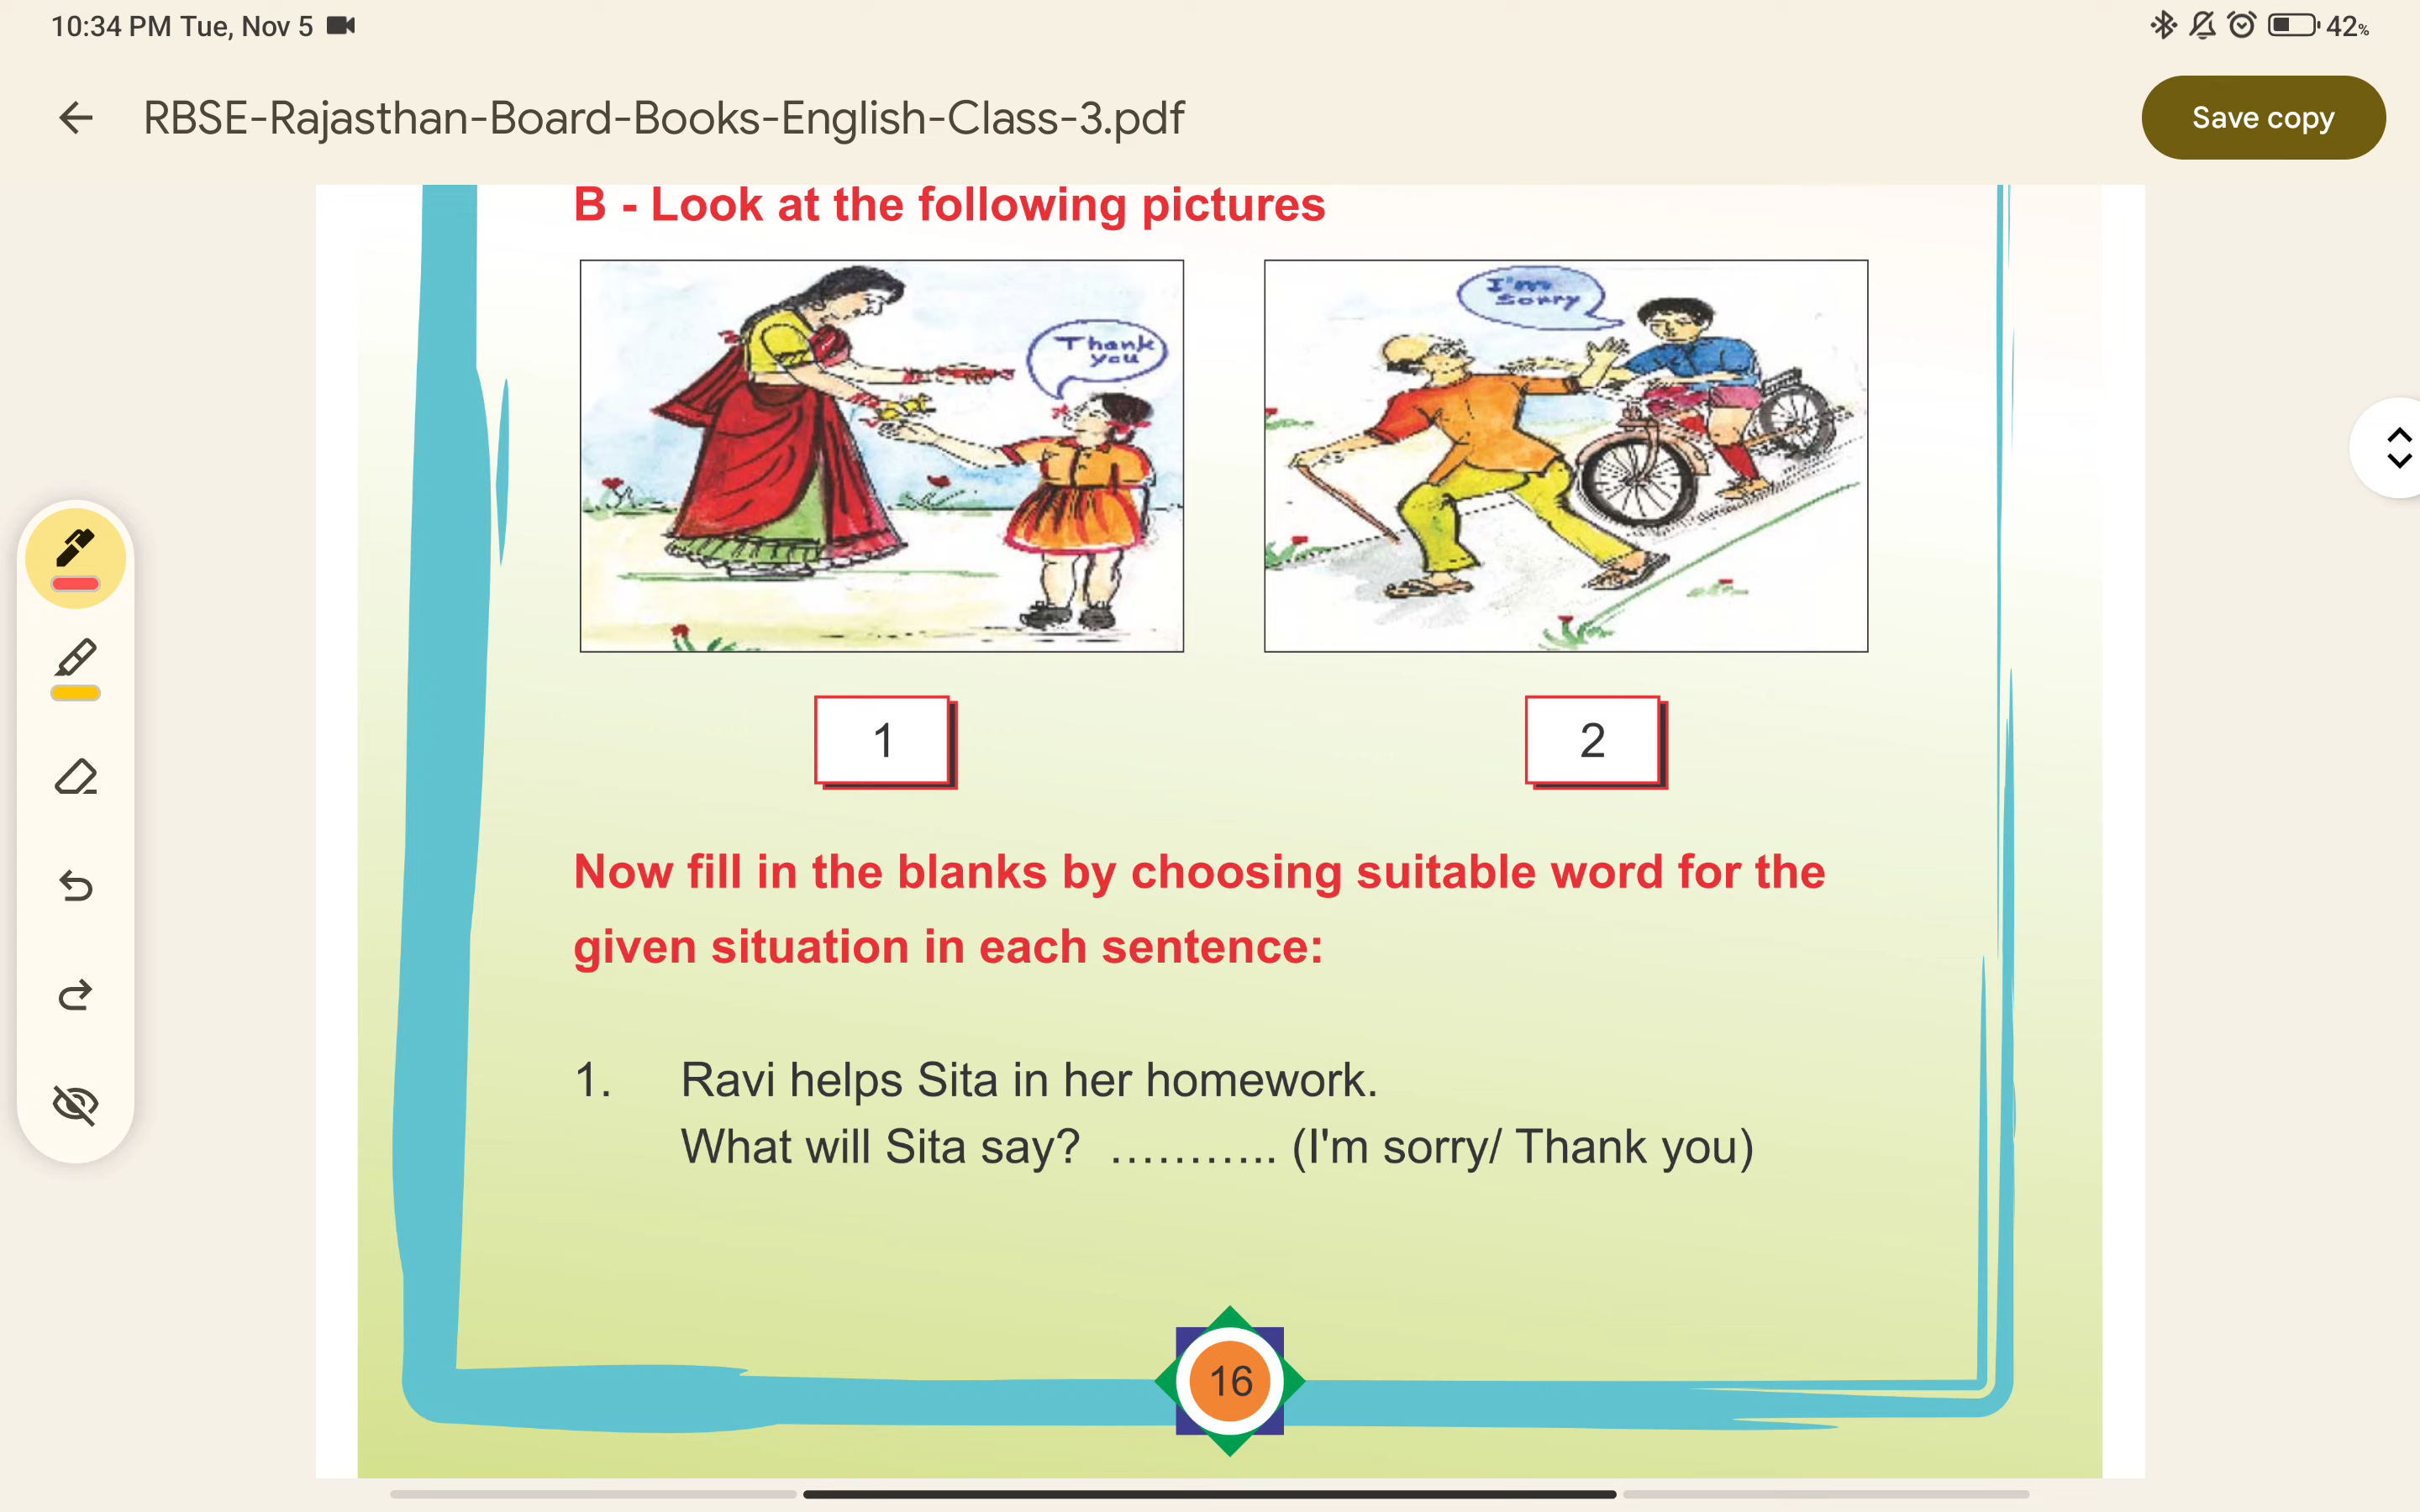 10:34 PM Tue, Nov 5
42%
RBSE-Rajasthan-Board-Books-English-Class-3.pdf
Save copy
B - Look at the following pictures
Thank
you
I'm
Sorry
1
2
Now fill in the blanks by choosing suitable word for the
given situation in each sentence:
1. Ravi helps Sita in her homework.
What will Sita say? ........... (I'm sorry/ Thank you)
16